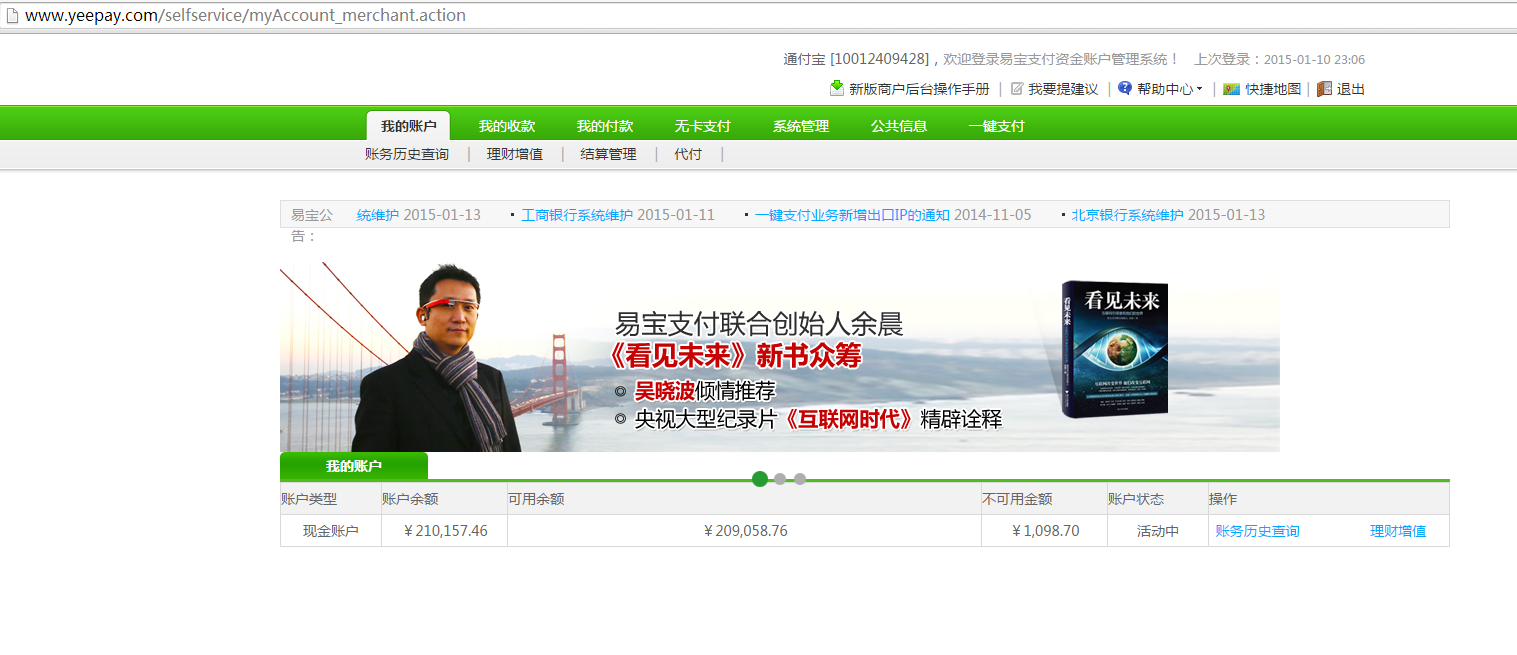 www.yeepay.com/selfservice/myAccount_merchant.action
通付宝 [10012409428] , 欢迎登录易宝支付资金账户管理系统！ 上次登录：2015-01-10 23:06
新版商户后台操作手册 | 我要提建议 | 帮助中心 | 快捷地图 | 退出
我的账户 我的收款 我的付款 无卡支付 系统管理 公共信息 一键支付
账务历史查询 | 理财增值 | 结算管理 | 代付 |
易宝公告： 统维护 2015-01-13 · 工商银行系统维护 2015-01-11 · 一键支付业务新增出口IP的通知 2014-11-05 · 北京银行系统维护 2015-01-13
易宝支付联合创始人余晨
《看见未来》新书众筹
◎ 吴晓波倾情推荐
◎ 央视大型纪录片《互联网时代》精辟诠释
看见未来
看见未来
我的账户
账户类型 账户余额 可用余额 不可用金额 账户状态 操作
现金账户 ￥210,157.46 ￥209,058.76 ￥1,098.70 活动中 账务历史查询 理财增值